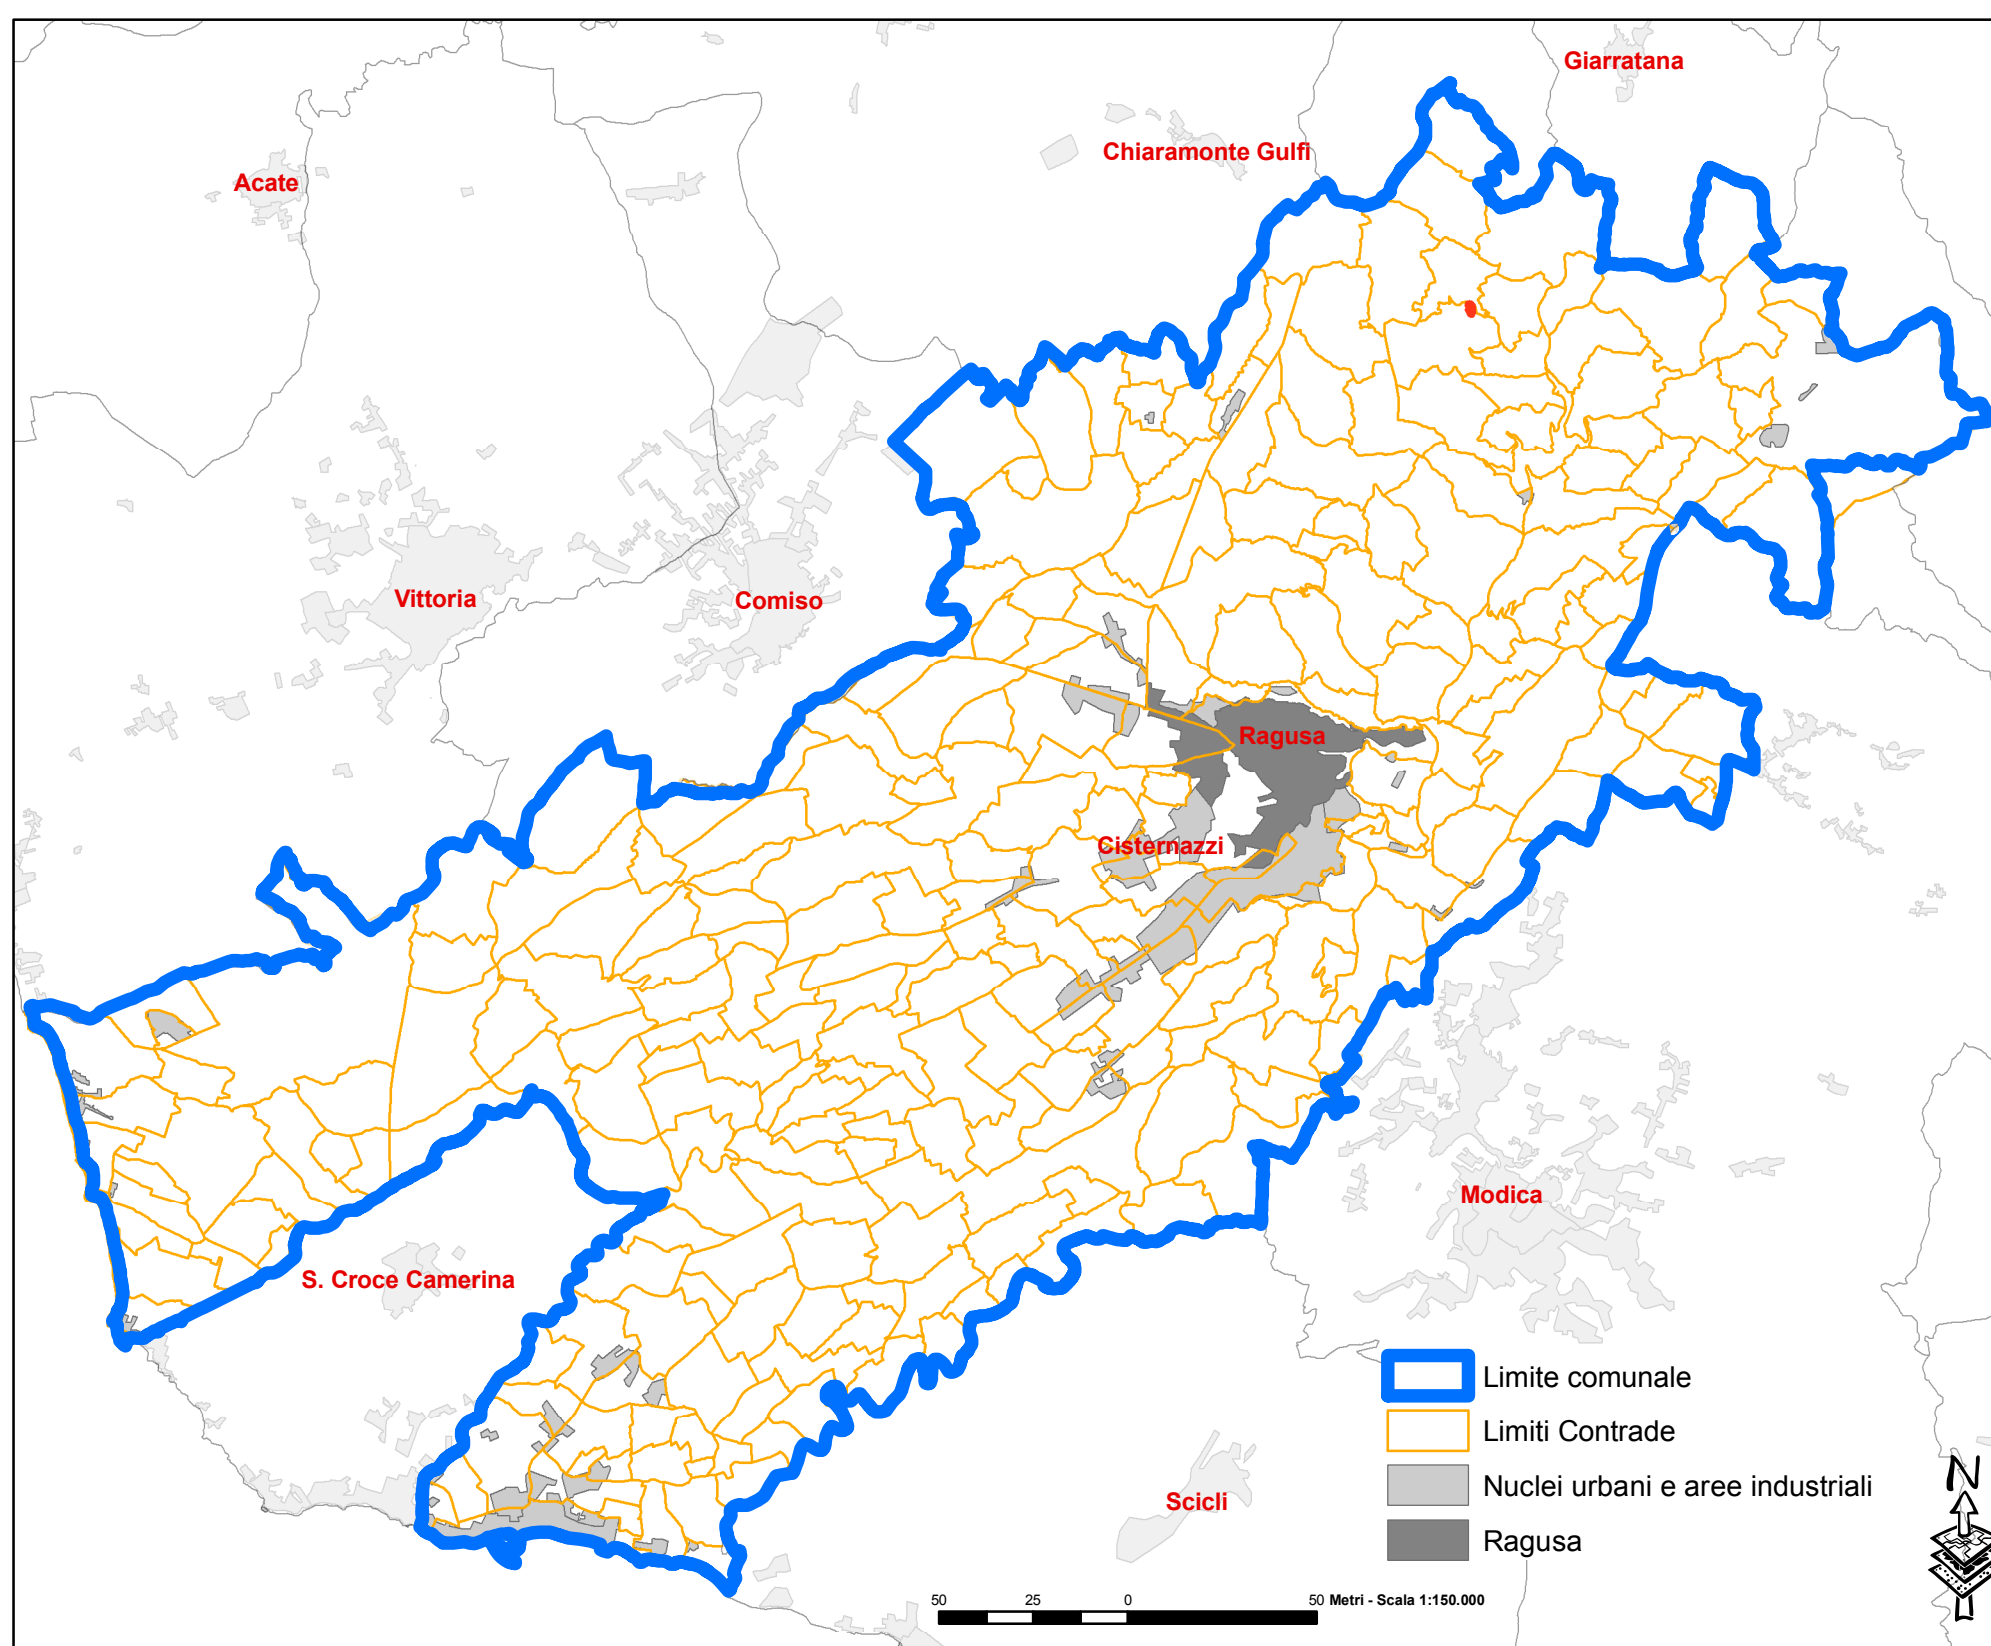 Giarratana
Chiaramonte Gulfi
Acate
Vittoria
Comiso
Ragusa
Cisternazzi
Modica
S. Croce Camerina
Scicli
Limite comunale
Limiti Contrade
Nuclei urbani e aree industriali
Ragusa
N
50 25 0 50 Metri - Scala 1:150.000